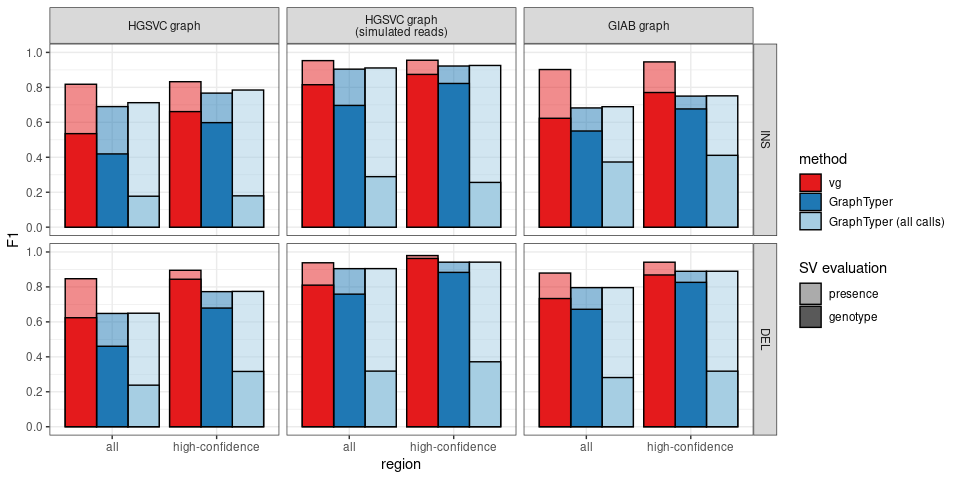 HGSVC graph
HGSVC graph
(simulated reads)
GIAB graph
F1
1.0
0.8
0.6
0.4
0.2
0.0
INS
1.0
0.8
0.6
0.4
0.2
0.0
DEL
all
high-confidence
all
high-confidence
all
high-confidence
region
method
vg
GraphTyper
GraphTyper (all calls)
SV evaluation
presence
genotype